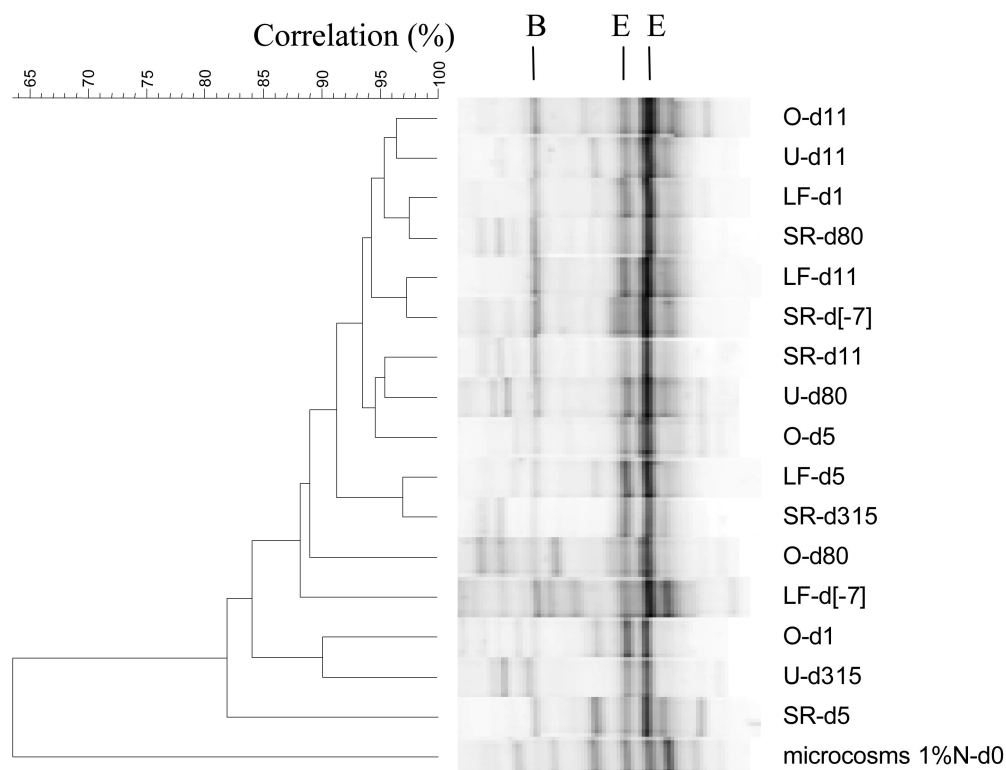 B E E
Correlation (%)
65 70 75 80 85 90 95 100
O-d11
U-d11
LF-d1
SR-d80
LF-d11
SR-d[-7]
SR-d11
U-d80
O-d5
LF-d5
SR-d315
O-d80
LF-d[-7]
O-d1
U-d315
SR-d5
microcosms 1%N-d0